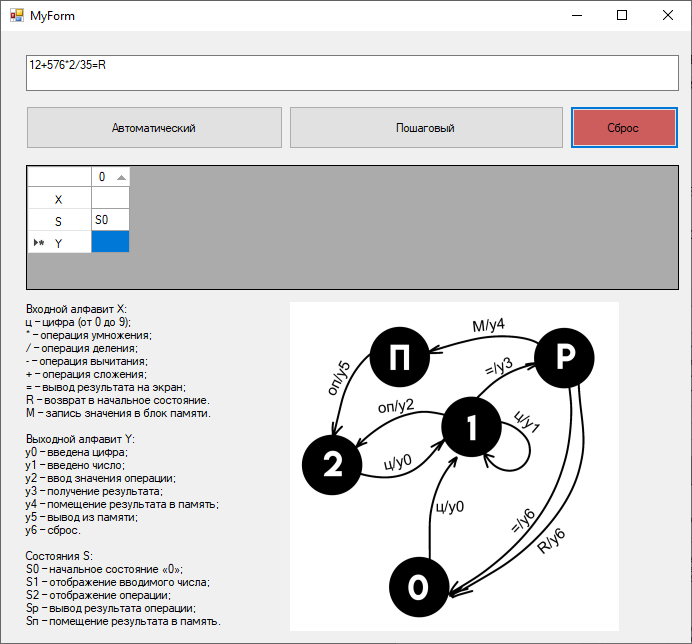 MyForm
12+576*2/35=R
Автоматический
Пошаговый
Сброс
0
X
S S0
Y
Входной алфавит X:
ц – цифра (от 0 до 9);
* – операция умножения;
/ – операция деления;
- – операция вычитания;
+ – операция сложения;
= – вывод результата на экран;
R – возврат в начальное состояние.
M – запись значения в блок памяти.
Выходной алфавит Y:
y0 – введена цифра;
y1 – введено число;
y2 – ввод значения операции;
y3 – получение результата;
y4 – помещение результата в память;
y5 – вывод из памяти;
y6 – сброс.
Состояния S:
S0 – начальное состояние «0»;
S1 – отображение вводимого числа;
S2 – отображение операции;
Sp – вывод результата операции;
Sп – помещение результата в память.
M/y4
П
P
=/y3
оп/y5
оп/y2
1
ц/y1
2
ц/y0
ц/y0
=/y6
R/y6
0